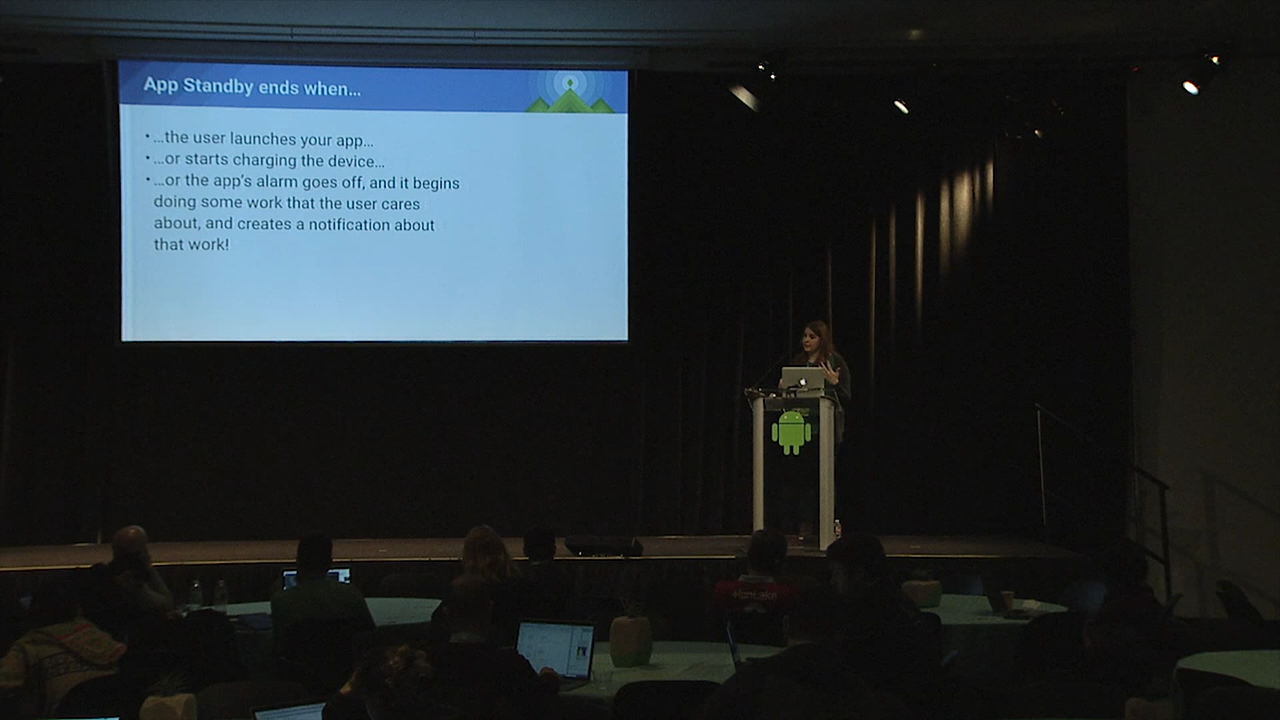 App Standby ends when…
• …the user launches your app…
• …or starts charging the device…
• …or the app's alarm goes off, and it begins
doing some work that the user cares
about, and creates a notification about
that work!